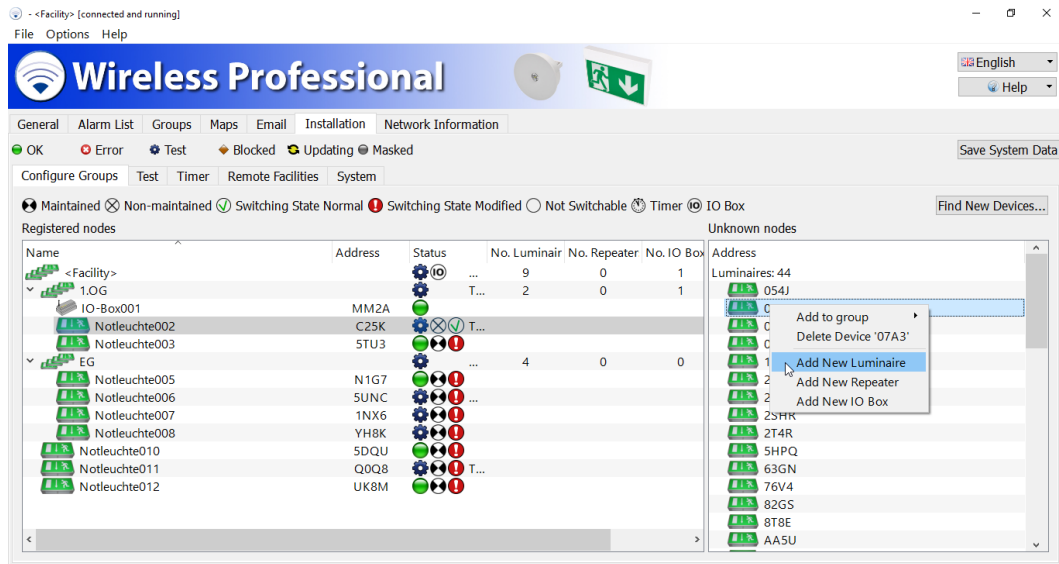 - <Facility> [connected and running]
File Options Help
Wireless Professional
English
Help
General Alarm List Groups Maps Email Installation Network Information
OK Error Test Blocked Updating Masked
Save System Data
Configure Groups Test Timer Remote Facilities System
Maintained Non-maintained Switching State Normal Switching State Modified Not Switchable Timer IO IO Box
Find New Devices...
Registered nodes
Name Address Status No. Luminair No. Repeater No. IO Box
<Facility> IO ... 9 0 1
1.OG T... 2 0 1
IO-Box001 MM2A
Notleuchte002 C25K T...
Notleuchte003 5TU3
EG ... 4 0 0
Notleuchte005 N1G7
Notleuchte006 5UNC ...
Notleuchte007 1NX6
Notleuchte008 YH8K
Notleuchte010 5DQU
Notleuchte011 Q0Q8 T...
Notleuchte012 UK8M
Unknown nodes
Address
Luminaires: 44
054J
Add to group
Delete Device '07A3'
Add New Luminaire
Add New Repeater
Add New IO Box
2SHR
2T4R
5HPQ
63GN
76V4
82GS
8T8E
AA5U